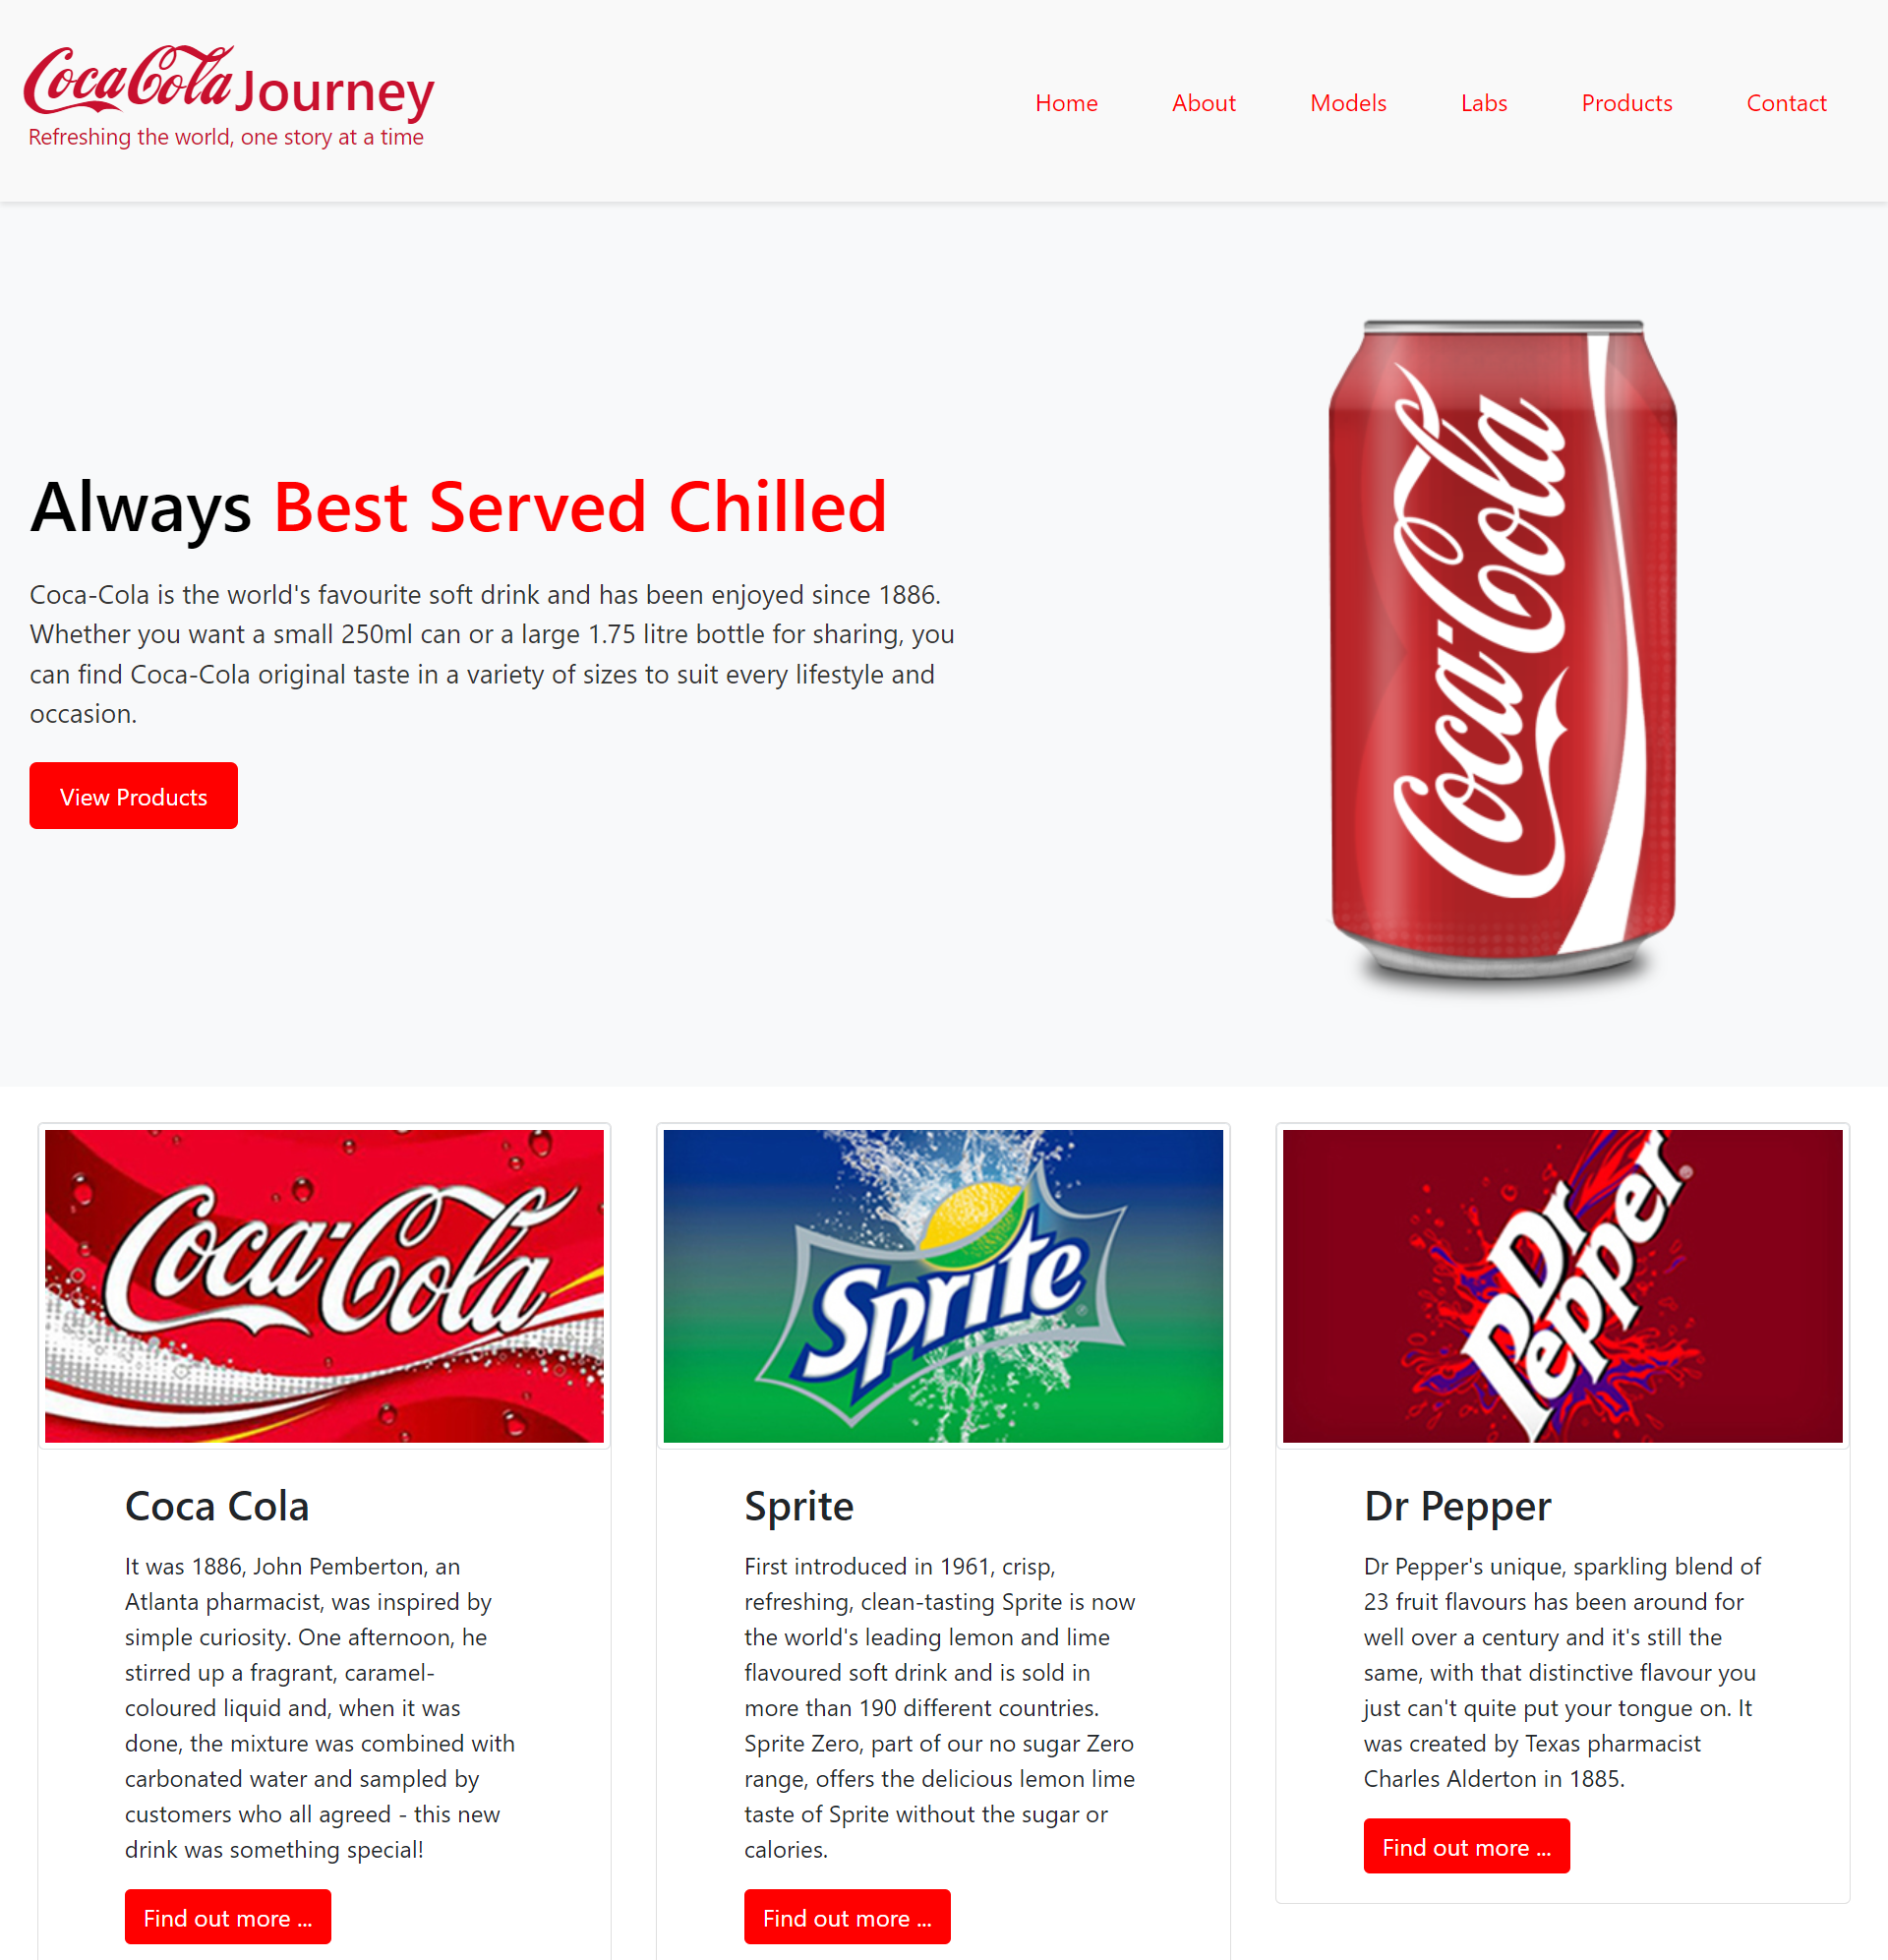 Coca Cola Journey
Refreshing the world, one story at a time
Home About Models Labs Products Contact
Always Best Served Chilled
Coca-Cola is the world's favourite soft drink and has been enjoyed since 1886.
Whether you want a small 250ml can or a large 1.75 litre bottle for sharing, you
can find Coca-Cola original taste in a variety of sizes to suit every lifestyle and
occasion.
View Products
Coca-Cola
Coca-Cola
Coca Cola
It was 1886, John Pemberton, an
Atlanta pharmacist, was inspired by
simple curiosity. One afternoon, he
stirred up a fragrant, caramel-
coloured liquid and, when it was
done, the mixture was combined with
carbonated water and sampled by
customers who all agreed - this new
drink was something special!
Find out more ...
Sprite
Sprite
First introduced in 1961, crisp,
refreshing, clean-tasting Sprite is now
the world's leading lemon and lime
flavoured soft drink and is sold in
more than 190 different countries.
Sprite Zero, part of our no sugar Zero
range, offers the delicious lemon lime
taste of Sprite without the sugar or
calories.
Find out more ...
Dr
Pepper
Dr Pepper
Dr Pepper's unique, sparkling blend of
23 fruit flavours has been around for
well over a century and it's still the
same, with that distinctive flavour you
just can't quite put your tongue on. It
was created by Texas pharmacist
Charles Alderton in 1885.
Find out more ...